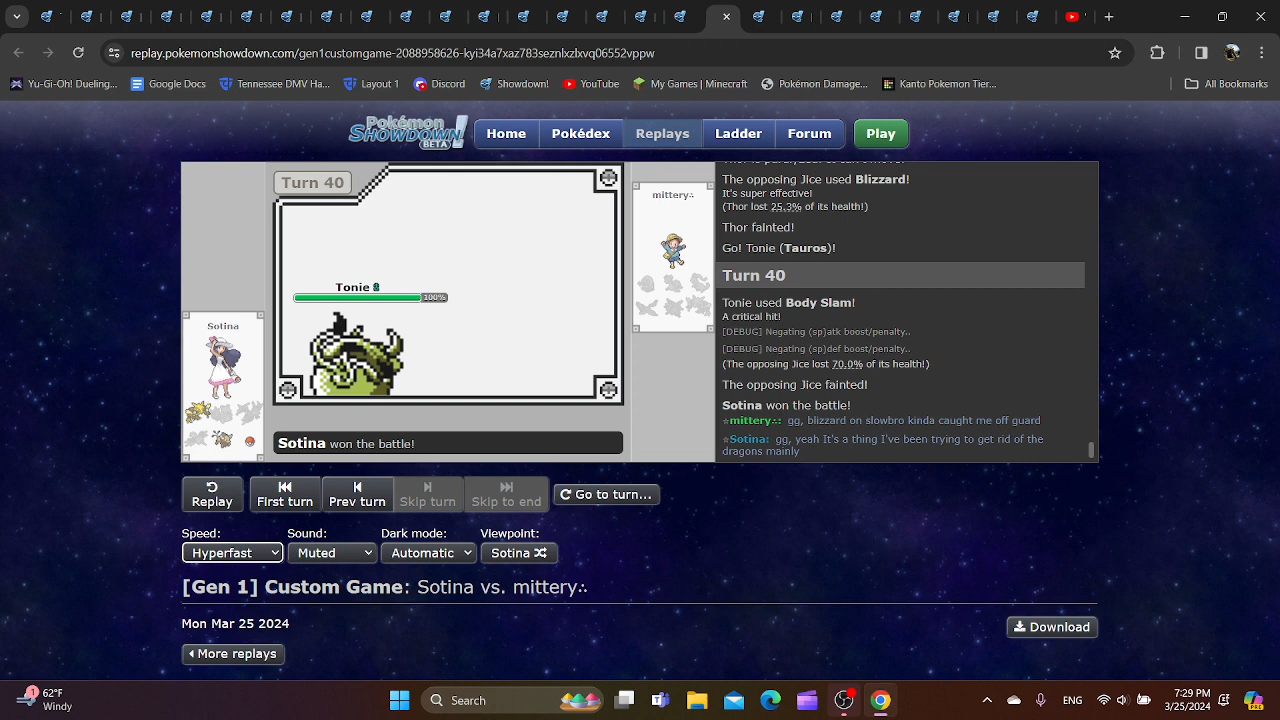 replay.pokemonshowdown.com/gen1customgame-2088958626-kyi34a7xaz783seznlxzlxvq06552vppw
Yu-Gi-Oh! Dueling...
Google Docs
Tennessee DMV Ha...
Layout 1
Discord
Showdown!
YouTube
My Games | Minecraft
Pokémon Damage...
Kanto Pokemon Tier...
All Bookmarks
Pokémon
SHOWDOWN!
BETA
Home
Pokédex
Replays
Ladder
Forum
Play
Turn 40
Tonie
100%
Sotina
mittery∴
Sotina won the battle!
The opposing Jice used Blizzard!
It's super effective!
(Thor lost 25.3% of its health!)
Thor fainted!
Go! Tonie (Tauros)!
Turn 40
Tonie used Body Slam!
A critical hit!
[DEBUG] Negating (sp)atk boost/penalty..
[DEBUG] Negating (sp)def boost/penalty..
(The opposing Jice lost 70.0% of its health!)
The opposing Jice fainted!
Sotina won the battle!
☆mittery∴: gg, blizzard on slowbro kinda caught me off guard
☆Sotina: gg, yeah It's a thing I've been trying to get rid of the
dragons mainly
Replay
First turn
Prev turn
Skip turn
Skip to end
Go to turn...
Speed:
Sound:
Dark mode:
Viewpoint:
Hyperfast
Muted
Automatic
Sotina
[Gen 1] Custom Game: Sotina vs. mittery∴
Mon Mar 25 2024
Download
More replays
1
62°F
Windy
Search
ENG
7:29 PM
3/25/2024
PRE